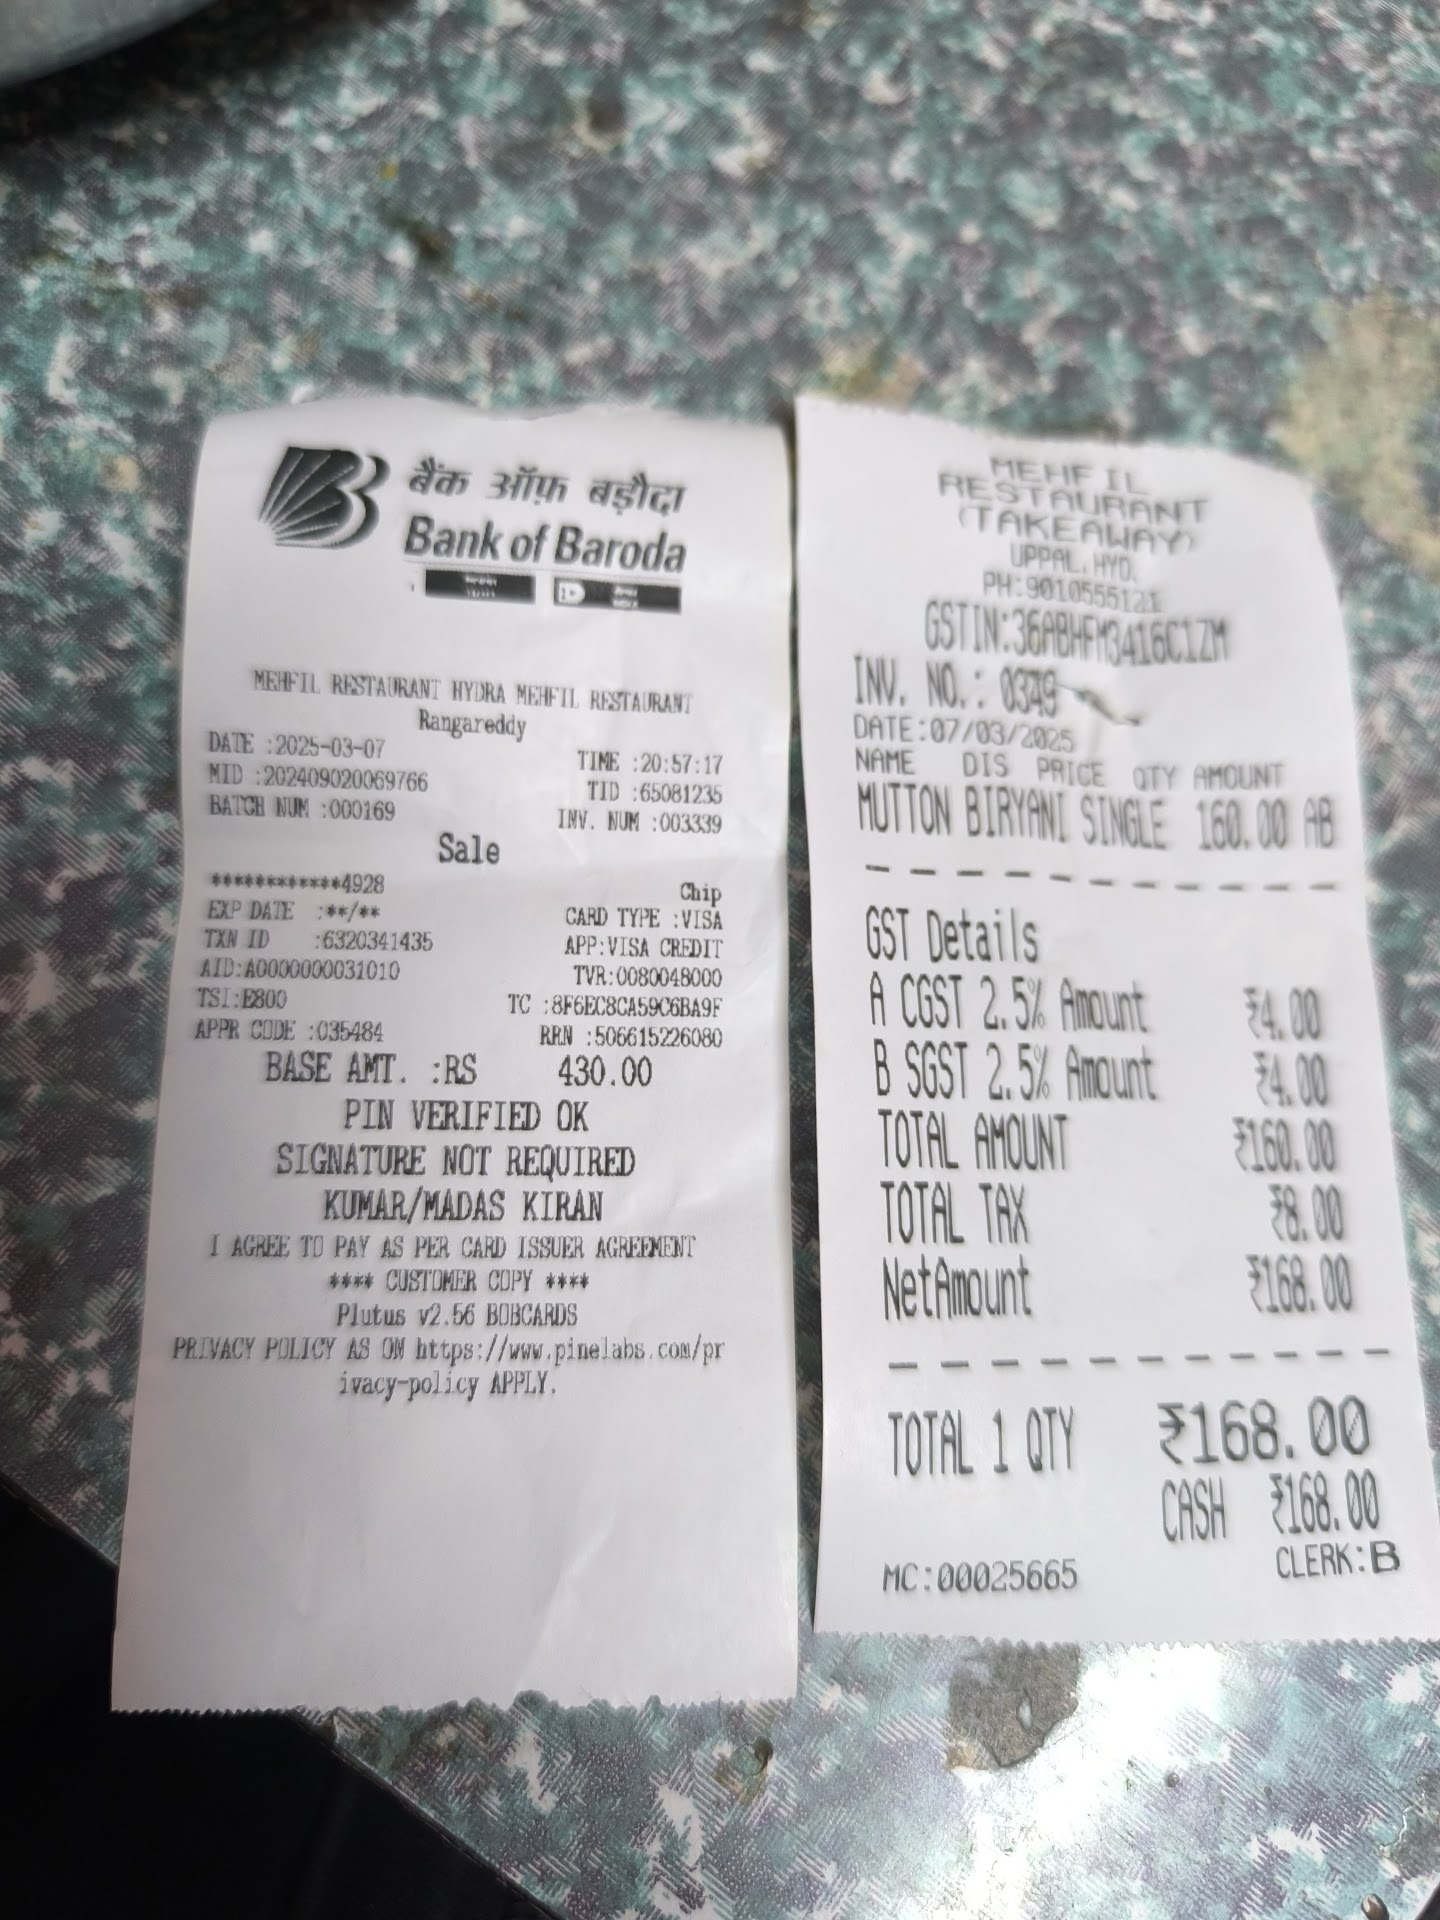 बैंक ऑफ़ बड़ौदा
Bank of Baroda
MEHFIL RESTAURANT HYDRA MEHFIL RESTAURANT
Rangareddy
DATE :2025-03-07 TIME :20:57:17
MID :202409020069766 TID :65081235
BATCH NUM :000169 INV. NUM :003339
Sale
************4928 Chip
EXP DATE :**/** CARD TYPE :VISA
TXN ID :6320341435 APP:VISA CREDIT
AID:A0000000031010 TVR:0080048000
TSI:E800 TC :8F6EC8CA59C6BA9F
APPR CODE :035484 RRN :506615226080
BASE AMT. :RS 430.00
PIN VERIFIED OK
SIGNATURE NOT REQUIRED
KUMAR/MADAS KIRAN
I AGREE TO PAY AS PER CARD ISSUER AGREEMENT
**** CUSTOMER COPY ****
Plutus v2.56 BOBCARDS
PRIVACY POLICY AS ON https://www.pinelabs.com/pr
ivacy-policy APPLY.
MEHFIL
RESTAURANT
(TAKEAWAY)
UPPAL,HYD.
PH:9010555121
GSTIN:36ABHFM3416C1ZM
INV. NO.: 0349
DATE:07/03/2025
NAME DIS PRICE QTY AMOUNT
MUTTON BIRYANI SINGLE 160.00 AB
GST Details
A CGST 2.5% Amount ₹4.00
B SGST 2.5% Amount ₹4.00
TOTAL AMOUNT ₹160.00
TOTAL TAX ₹8.00
NetAmount ₹168.00
TOTAL 1 QTY ₹168.00
CASH ₹168.00
CLERK:B
MC:00025665